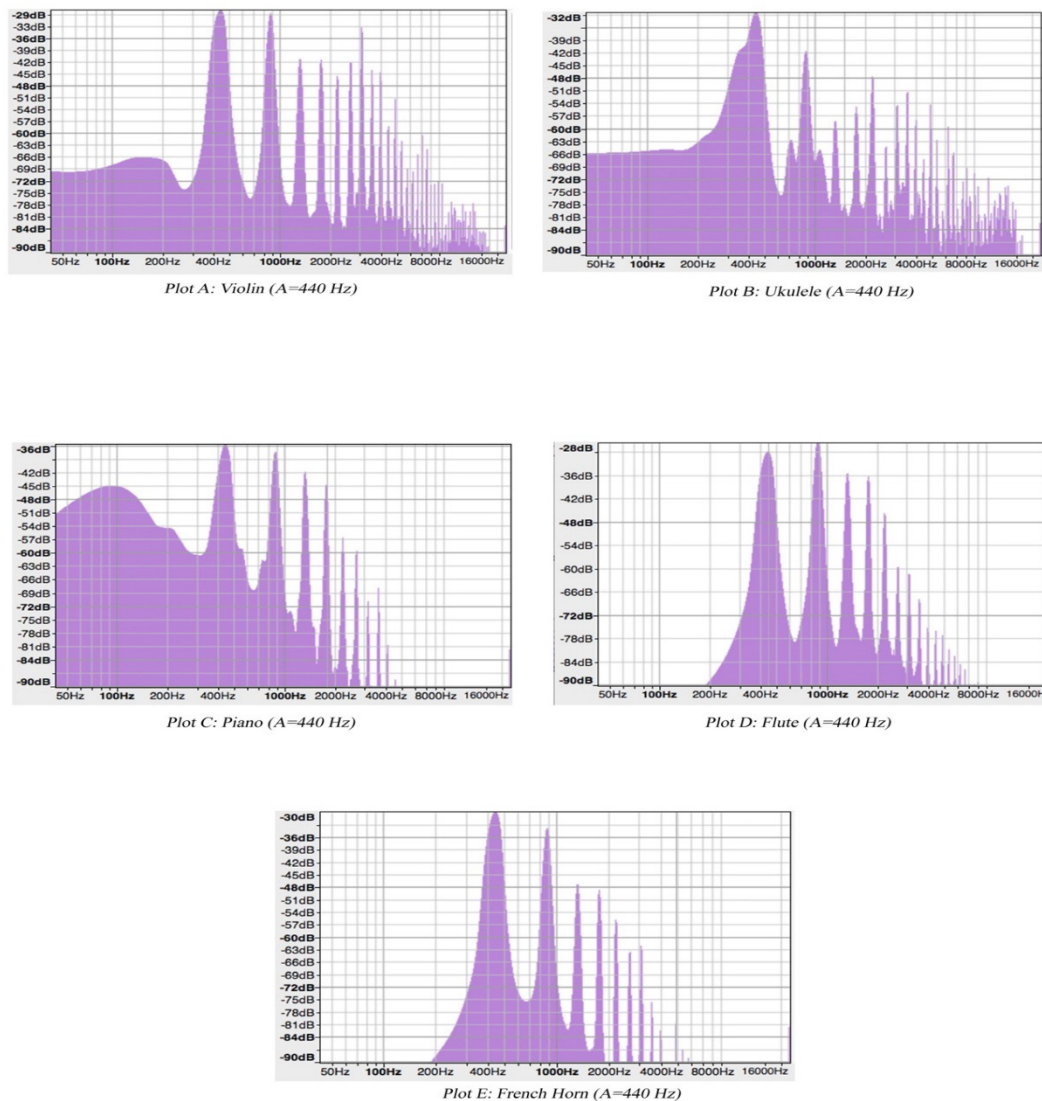 -29dB
-33dB
-36dB
-39dB
-42dB
-45dB
-48dB
-51dB
-54dB
-57dB
-60dB
-63dB
-66dB
-69dB
-72dB
-75dB
-78dB
-81dB
-84dB
-90dB
50Hz 100Hz 200Hz 400Hz 1000Hz 2000Hz 4000Hz 8000Hz 16000Hz
Plot A: Violin (A=440 Hz)
-32dB
-42dB
-45dB
-48dB
-51dB
-54dB
-57dB
-60dB
-63dB
-66dB
-69dB
-72dB
-75dB
-78dB
-81dB
-84dB
-90dB
50Hz 100Hz 200Hz 400Hz 1000Hz 2000Hz 4000Hz 8000Hz 16000Hz
Plot B: Ukulele (A=440 Hz)
-36dB
-42dB
-45dB
-48dB
-51dB
-54dB
-57dB
-60dB
-63dB
-66dB
-69dB
-72dB
-75dB
-78dB
-81dB
-84dB
-90dB
50Hz 100Hz 200Hz 400Hz 1000Hz 2000Hz 4000Hz 8000Hz 16000Hz
Plot C: Piano (A=440 Hz)
-28dB
-36dB
-42dB
-48dB
-54dB
-60dB
-66dB
-72dB
-78dB
-84dB
-90dB
50Hz 100Hz 200Hz 400Hz 1000Hz 2000Hz 4000Hz 8000Hz 16000Hz
Plot D: Flute (A=440 Hz)
-30dB
-36dB
-39dB
-42dB
-45dB
-48dB
-51dB
-54dB
-57dB
-60dB
-63dB
-66dB
-69dB
-72dB
-75dB
-78dB
-81dB
-84dB
-90dB
50Hz 100Hz 200Hz 400Hz 1000Hz 2000Hz 4000Hz 8000Hz 16000Hz
Plot E: French Horn (A=440 Hz)